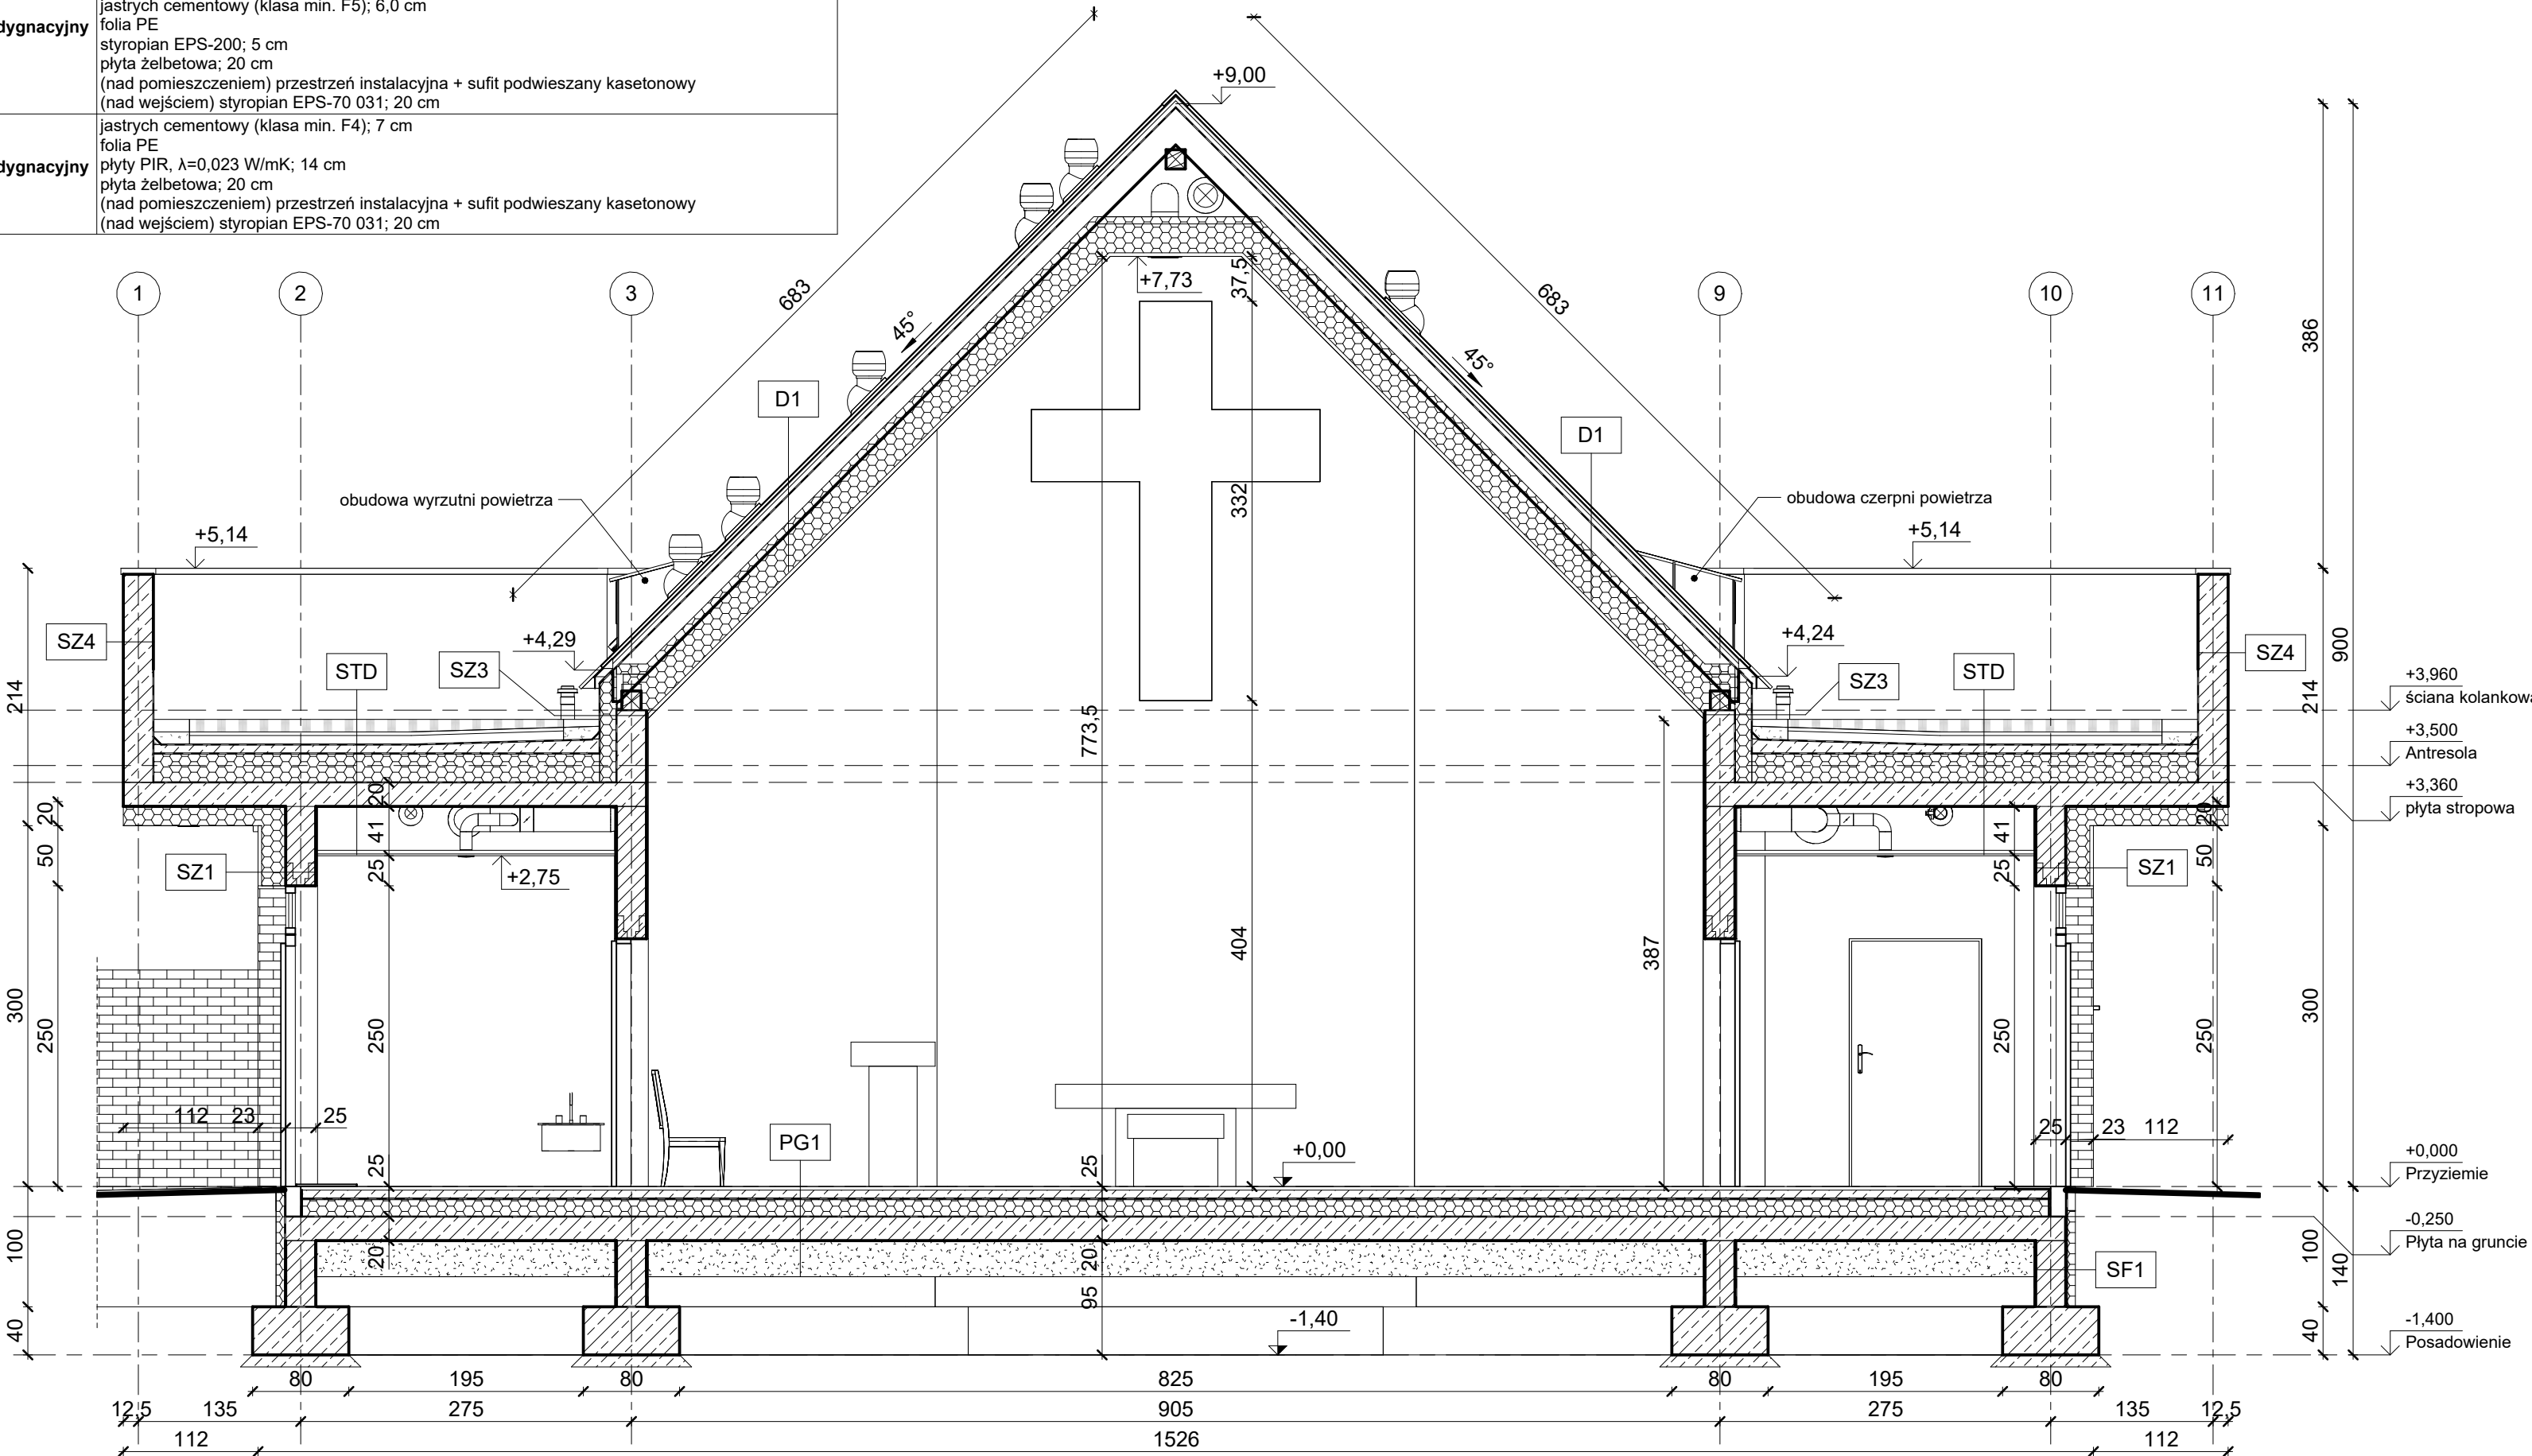 jastrych cementowy (klasa min. F5); 6,0 cm
dygnacyjny
folia PE
styropian EPS-200; 5 cm
płyta żelbetowa; 20 cm
(nad pomieszczeniem) przestrzeń instalacyjna + sufit podwieszany kasetonowy
(nad wejściem) styropian EPS-70 031; 20 cm
jastrych cementowy (klasa min. F4); 7 cm
folia PE
dygnacyjny
płyty PIR, λ=0,023 W/mK; 14 cm
płyta żelbetowa; 20 cm
(nad pomieszczeniem) przestrzeń instalacyjna + sufit podwieszany kasetonowy
(nad wejściem) styropian EPS-70 031; 20 cm
+9,00
1
2
3
9
10
11
683
683
+7,73
37,5
45°
45°
386
D1
D1
332
obudowa wyrzutni powietrza
obudowa czerpni powietrza
+5,14
+5,14
SZ4
STD
SZ3
+4,29
+4,24
SZ3
STD
SZ4
900
214
214
773,5
+3,960
ściana kolankowa
+3,500
Antresola
+3,360
płyta stropowa
20
20
20
41
41
50
25
25
50
SZ1
+2,75
SZ1
404
387
300
250
250
250
250
300
112
23
25
PG1
25
23
112
25
25
+0,00
+0,000
Przyziemie
-0,250
Płyta na gruncie
100
20
20
95
SF1
100
140
40
-1,40
40
-1,400
Posadowienie
80
195
80
825
80
195
80
12,5
135
275
905
275
135
12,5
112
1526
112